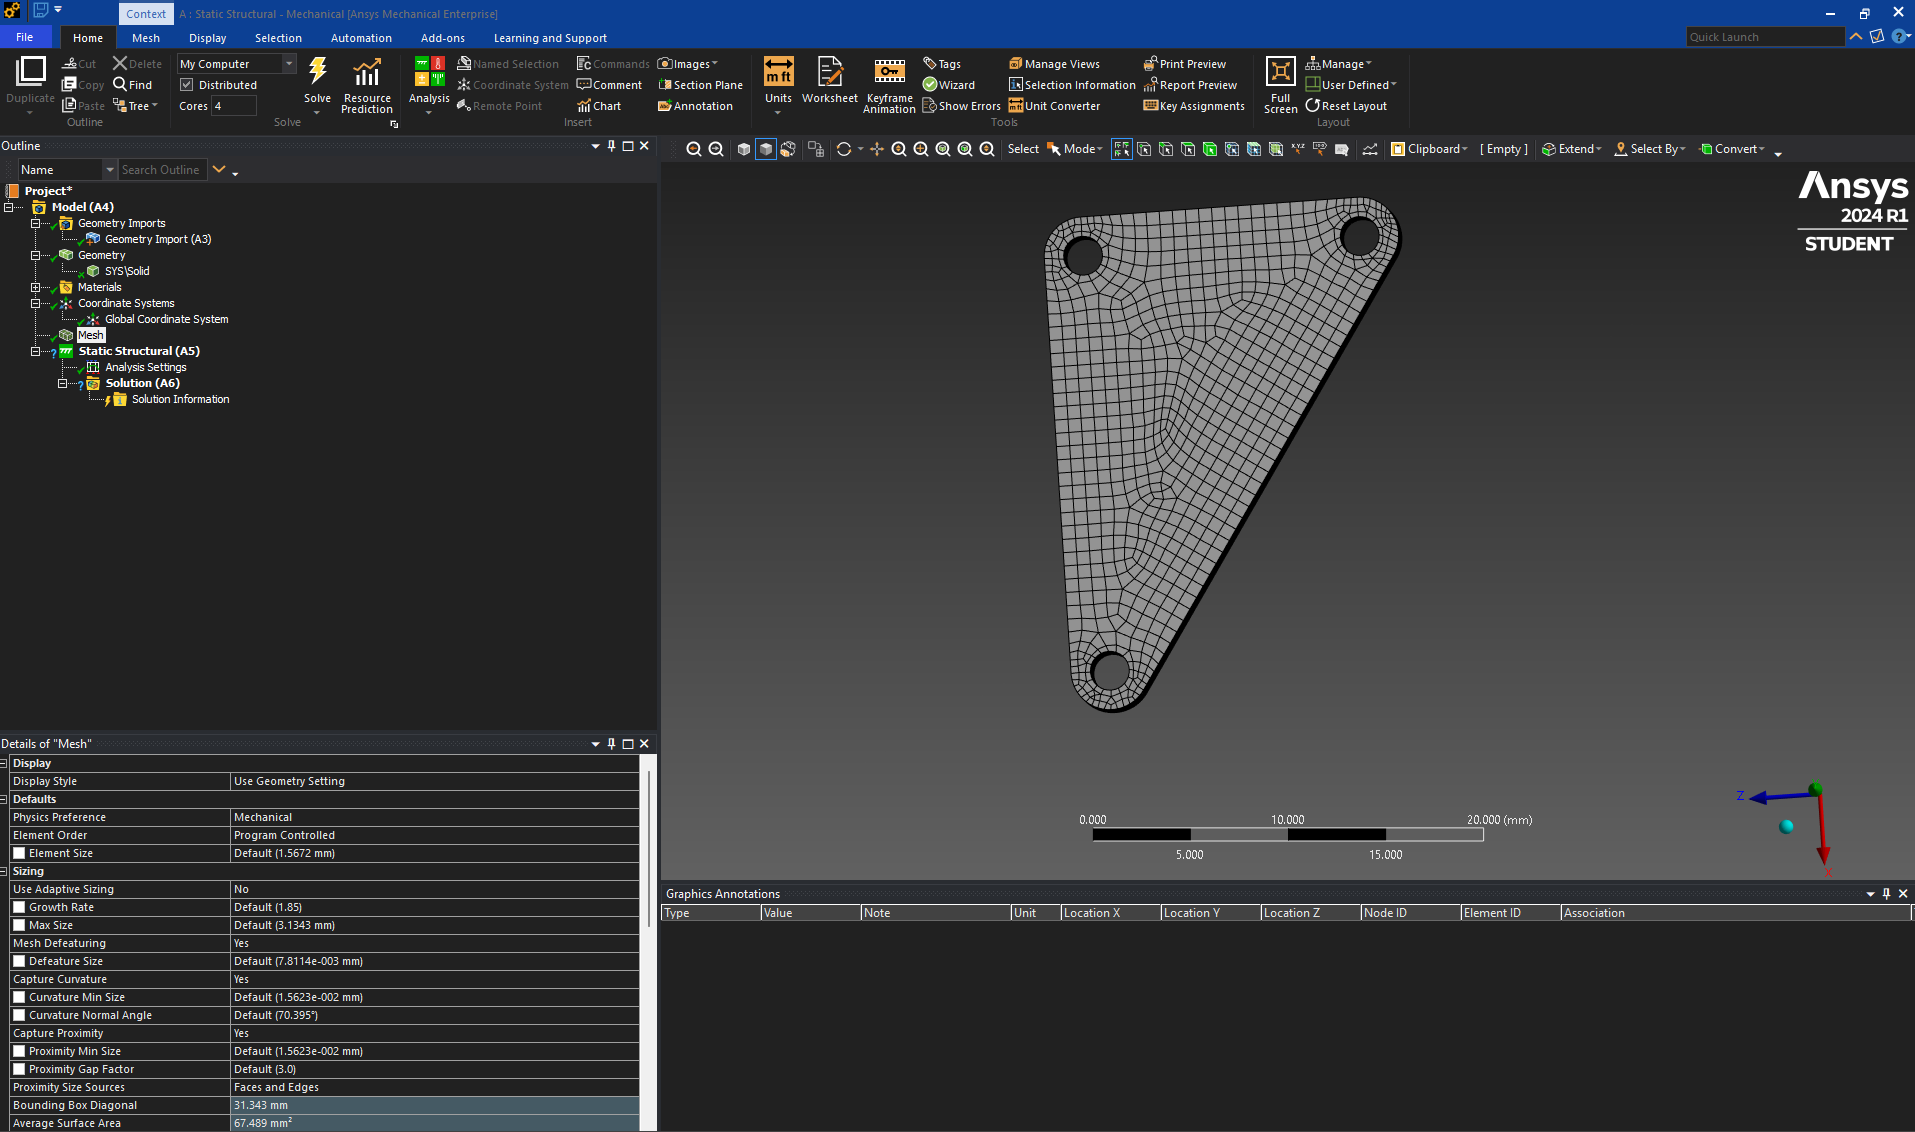 Context
A : Static Structural - Mechanical [Ansys Mechanical Enterprise]
File Home Mesh Display Selection Automation Add-ons Learning and Support
Quick Launch
Duplicate
Cut
Copy
Paste
Delete
Find
Tree
Outline
My Computer
Distributed
Cores 4
Solve
Resource Prediction
Solve
Analysis
Named Selection
Coordinate System
Remote Point
Commands
Comment
Chart
Images
Section Plane
Annotation
Insert
Units
Worksheet
Keyframe Animation
Tags
Wizard
Show Errors
Manage Views
Selection Information
Unit Converter
Print Preview
Report Preview
Key Assignments
Tools
Full Screen
Manage
User Defined
Reset Layout
Layout
Outline
Name
Search Outline
Project*
Model (A4)
Geometry Imports
Geometry Import (A3)
Geometry
SYS\Solid
Materials
Coordinate Systems
Global Coordinate System
Mesh
Static Structural (A5)
Analysis Settings
Solution (A6)
Solution Information
Select Mode
Clipboard [ Empty ] Extend Select By Convert
Ansys
2024 R1
STUDENT
0.000 10.000 20.000 (mm)
5.000 15.000
Z
X
Details of "Mesh"
Display
Display Style Use Geometry Setting
Defaults
Physics Preference Mechanical
Element Order Program Controlled
Element Size Default (1.5672 mm)
Sizing
Use Adaptive Sizing No
Growth Rate Default (1.85)
Max Size Default (3.1343 mm)
Mesh Defeaturing Yes
Defeature Size Default (7.8114e-003 mm)
Capture Curvature Yes
Curvature Min Size Default (1.5623e-002 mm)
Curvature Normal Angle Default (70.395°)
Capture Proximity Yes
Proximity Min Size Default (1.5623e-002 mm)
Proximity Gap Factor Default (3.0)
Proximity Size Sources Faces and Edges
Bounding Box Diagonal 31.343 mm
Average Surface Area 67.489 mm²
Graphics Annotations
Type Value Note Unit Location X Location Y Location Z Node ID Element ID Association